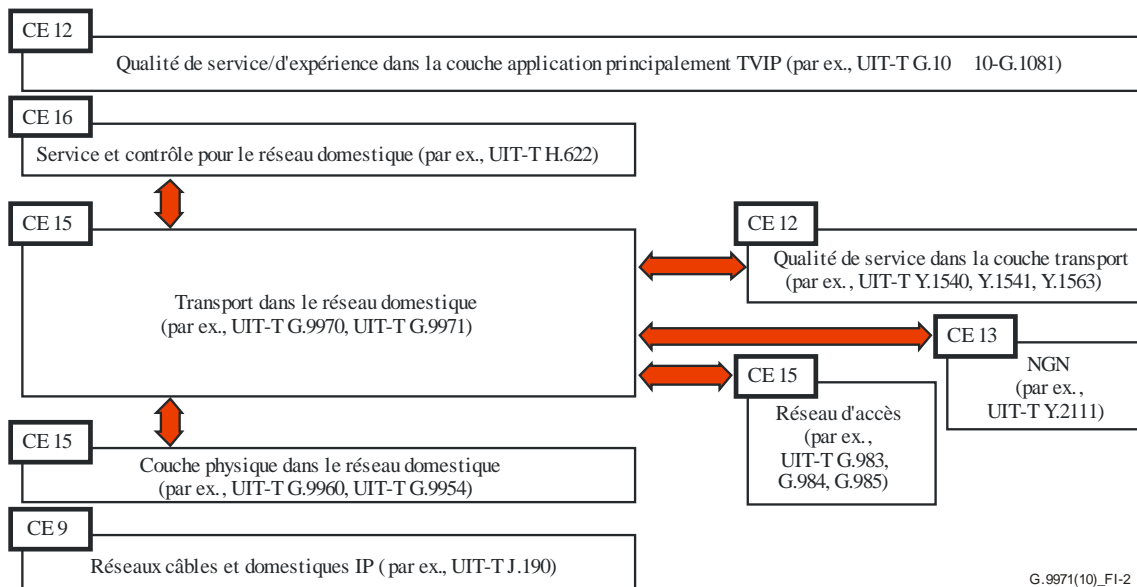 CE 12
Qualité de service/d'expérience dans la couche application principalement TVIP (par ex., UIT-T G.10 10-G.1081)
CE 16
Service et contrôle pour le réseau domestique (par ex., UIT-T H.622)
CE 15
Transport dans le réseau domestique
(par ex., UIT-T G.9970, UIT-T G.9971)
CE 12
Qualité de service dans la couche transport
(par ex., UIT-T Y.1540, Y.1541, Y.1563)
CE 13
NGN
(par ex.,
UIT-T Y.2111)
CE 15
Réseau d'accès
(par ex.,
UIT-T G.983,
G.984, G.985)
CE 15
Couche physique dans le réseau domestique
(par ex., UIT-T G.9960, UIT-T G.9954)
CE 9
Réseaux câbles et domestiques IP (par ex., UIT-T J.190)
G.9971(10)_FI-2